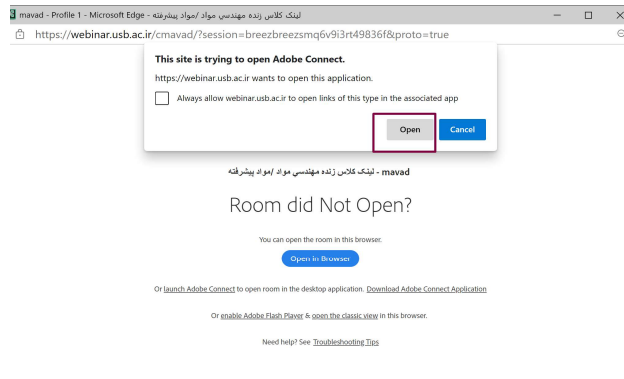 mavad - Profile 1 - Microsoft Edge - لینک کلاس زنده مهندسي مواد /مواد پیشرفته
https://webinar.usb.ac.ir/cmavad/?session=breezbreezsmq6v9i3rt49836f&proto=true
This site is trying to open Adobe Connect.
https://webinar.usb.ac.ir wants to open this application.
Always allow webinar.usb.ac.ir to open links of this type in the associated app
Open Cancel
mavad - لینک کلاس زنده مهندسي مواد /مواد پیشرفته
Room did Not Open?
You can open the room in this browser.
Open in Browser
Or launch Adobe Connect to open room in the desktop application. Download Adobe Connect Application
Or enable Adobe Flash Player & open the classic view in this browser.
Need help? See Troubleshooting Tips